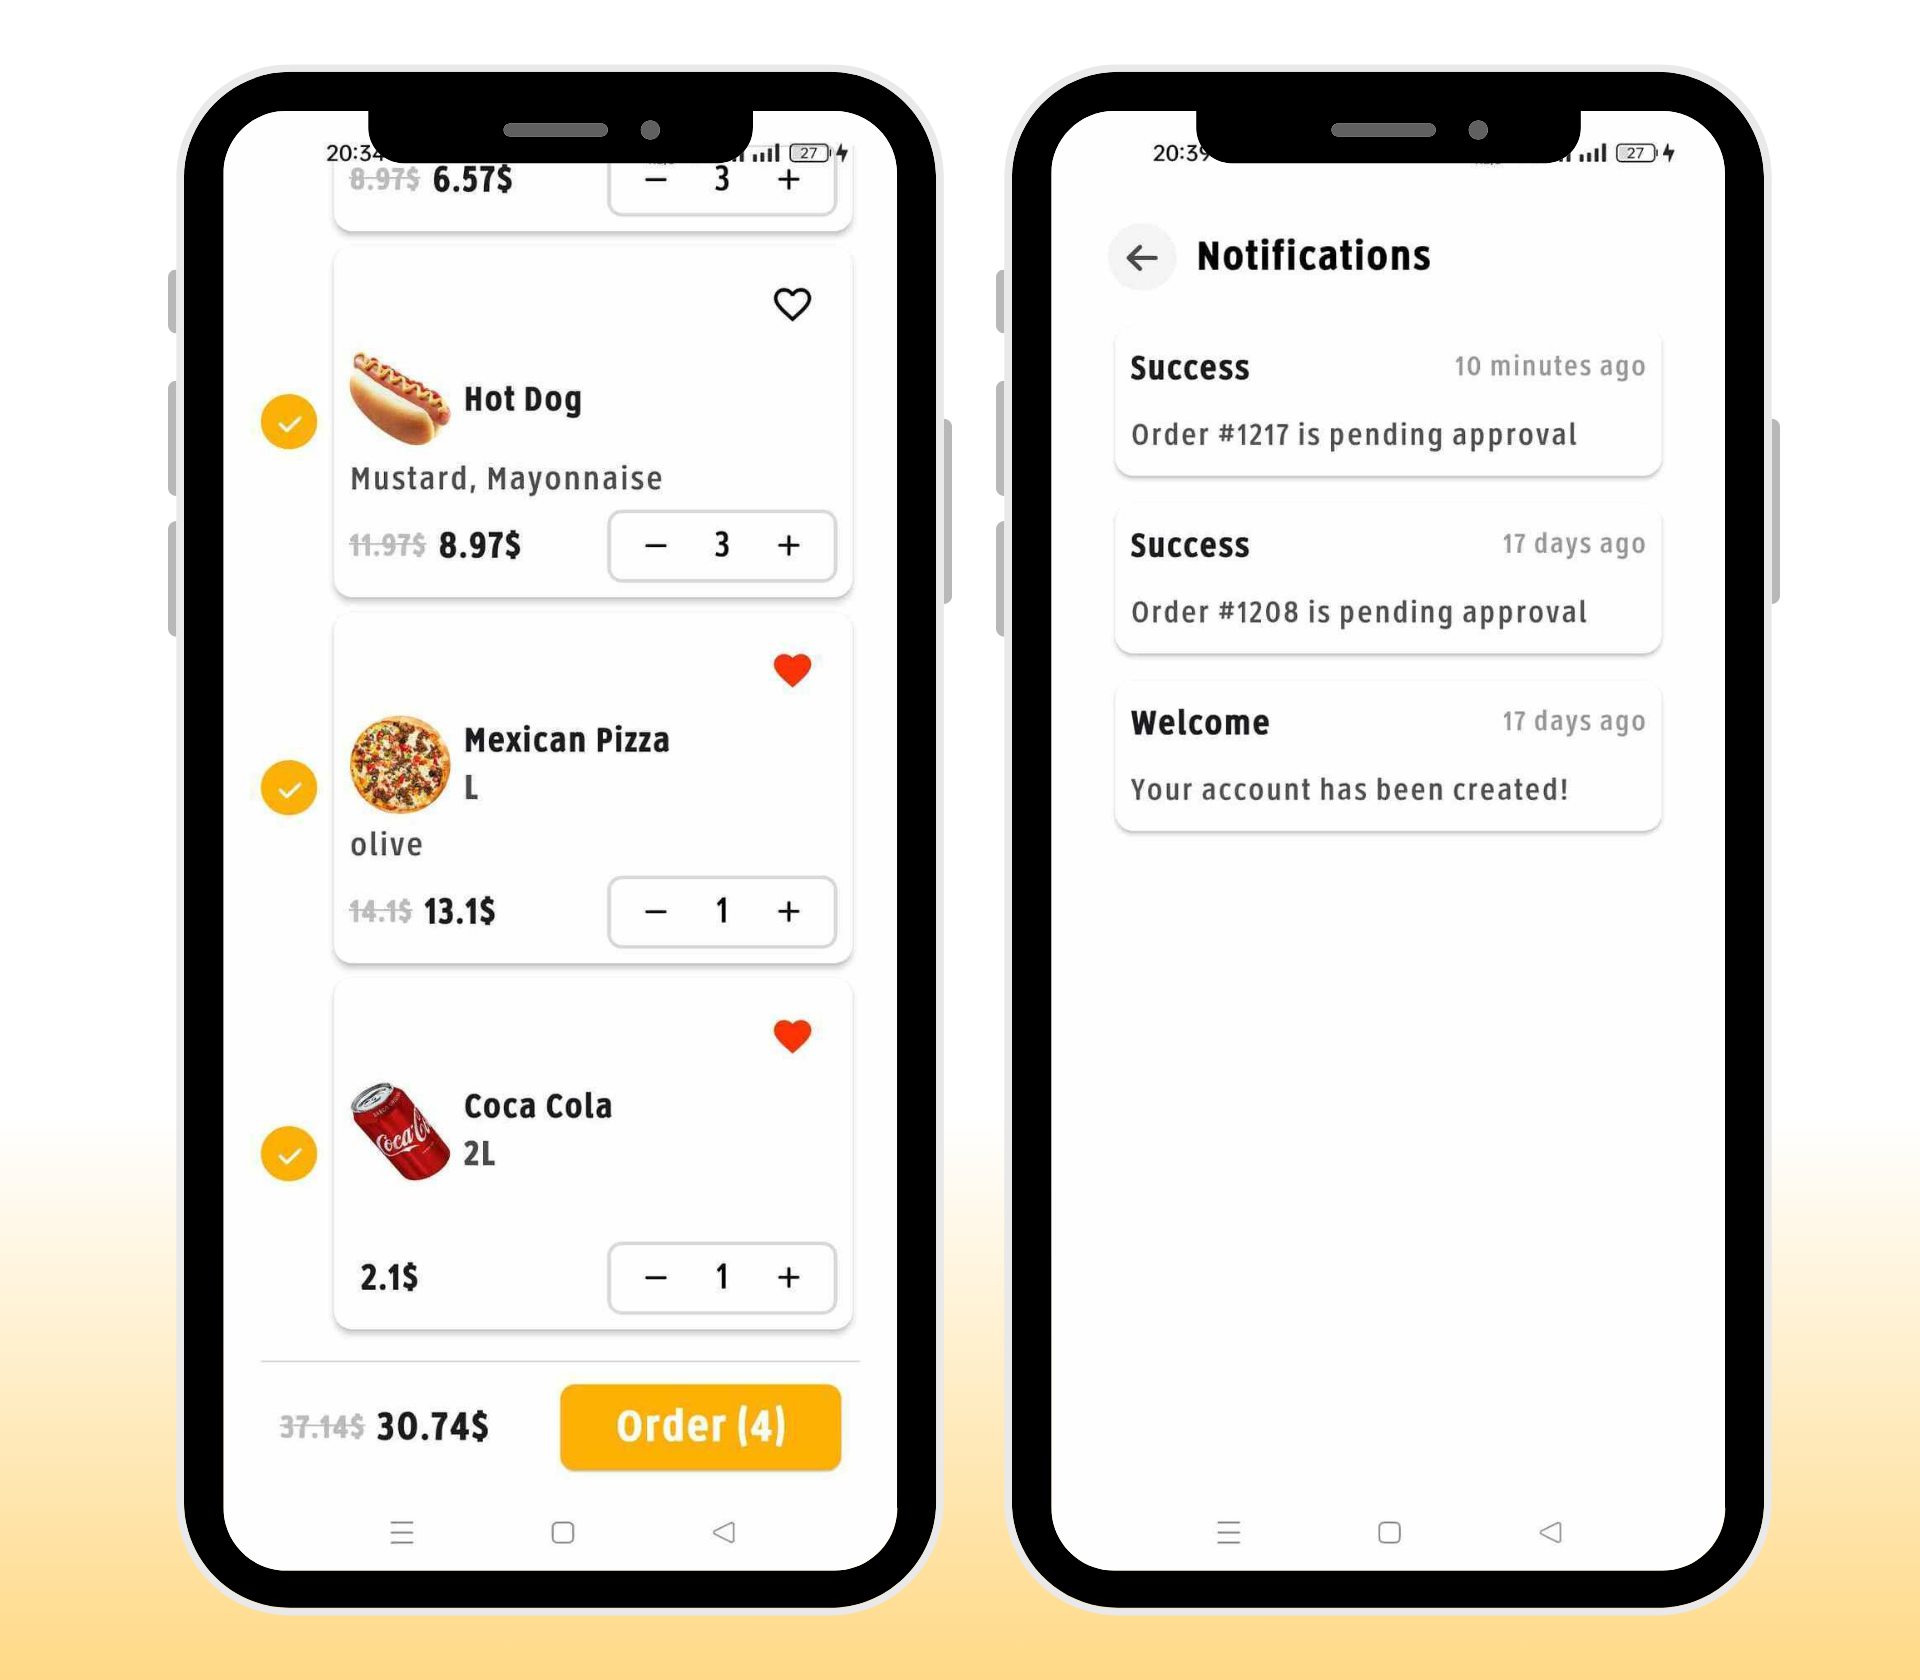 20:34
27
8.97$ 6.57$
− 3 +
Hot Dog
Mustard, Mayonnaise
11.97$ 8.97$
− 3 +
Mexican Pizza
L
olive
14.1$ 13.1$
− 1 +
Coca-Cola
Coca Cola
2L
2.1$
− 1 +
37.14$ 30.74$
Order (4)
20:39
27
Notifications
Success
10 minutes ago
Order #1217 is pending approval
Success
17 days ago
Order #1208 is pending approval
Welcome
17 days ago
Your account has been created!